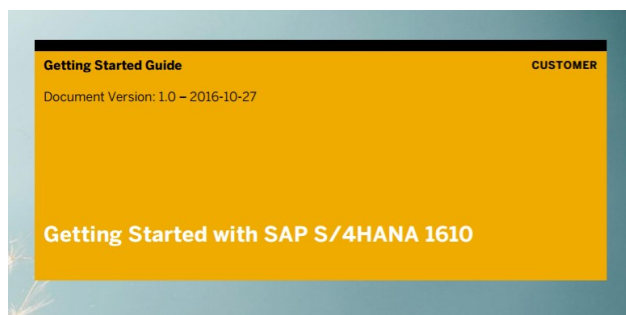 Getting Started Guide
CUSTOMER
Document Version: 1.0 – 2016-10-27
Getting Started with SAP S/4HANA 1610